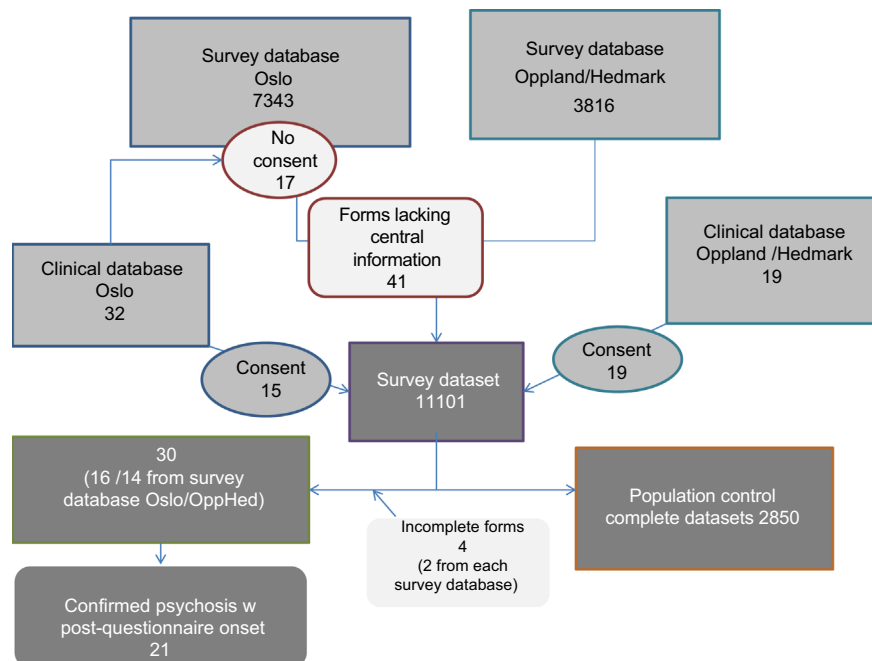 Survey database
Oslo
7343
Survey database
Oppland/Hedmark
3816
No
consent
17
Forms lacking
central
information
41
Clinical database
Oslo
32
Clinical database
Oppland /Hedmark
19
Consent
15
Consent
19
Survey dataset
11101
30
(16 /14 from survey
database Oslo/OppHed)
Population control
complete datasets 2850
Incomplete forms
4
(2 from each
survey database)
Confirmed psychosis w
post-questionnaire onset
21